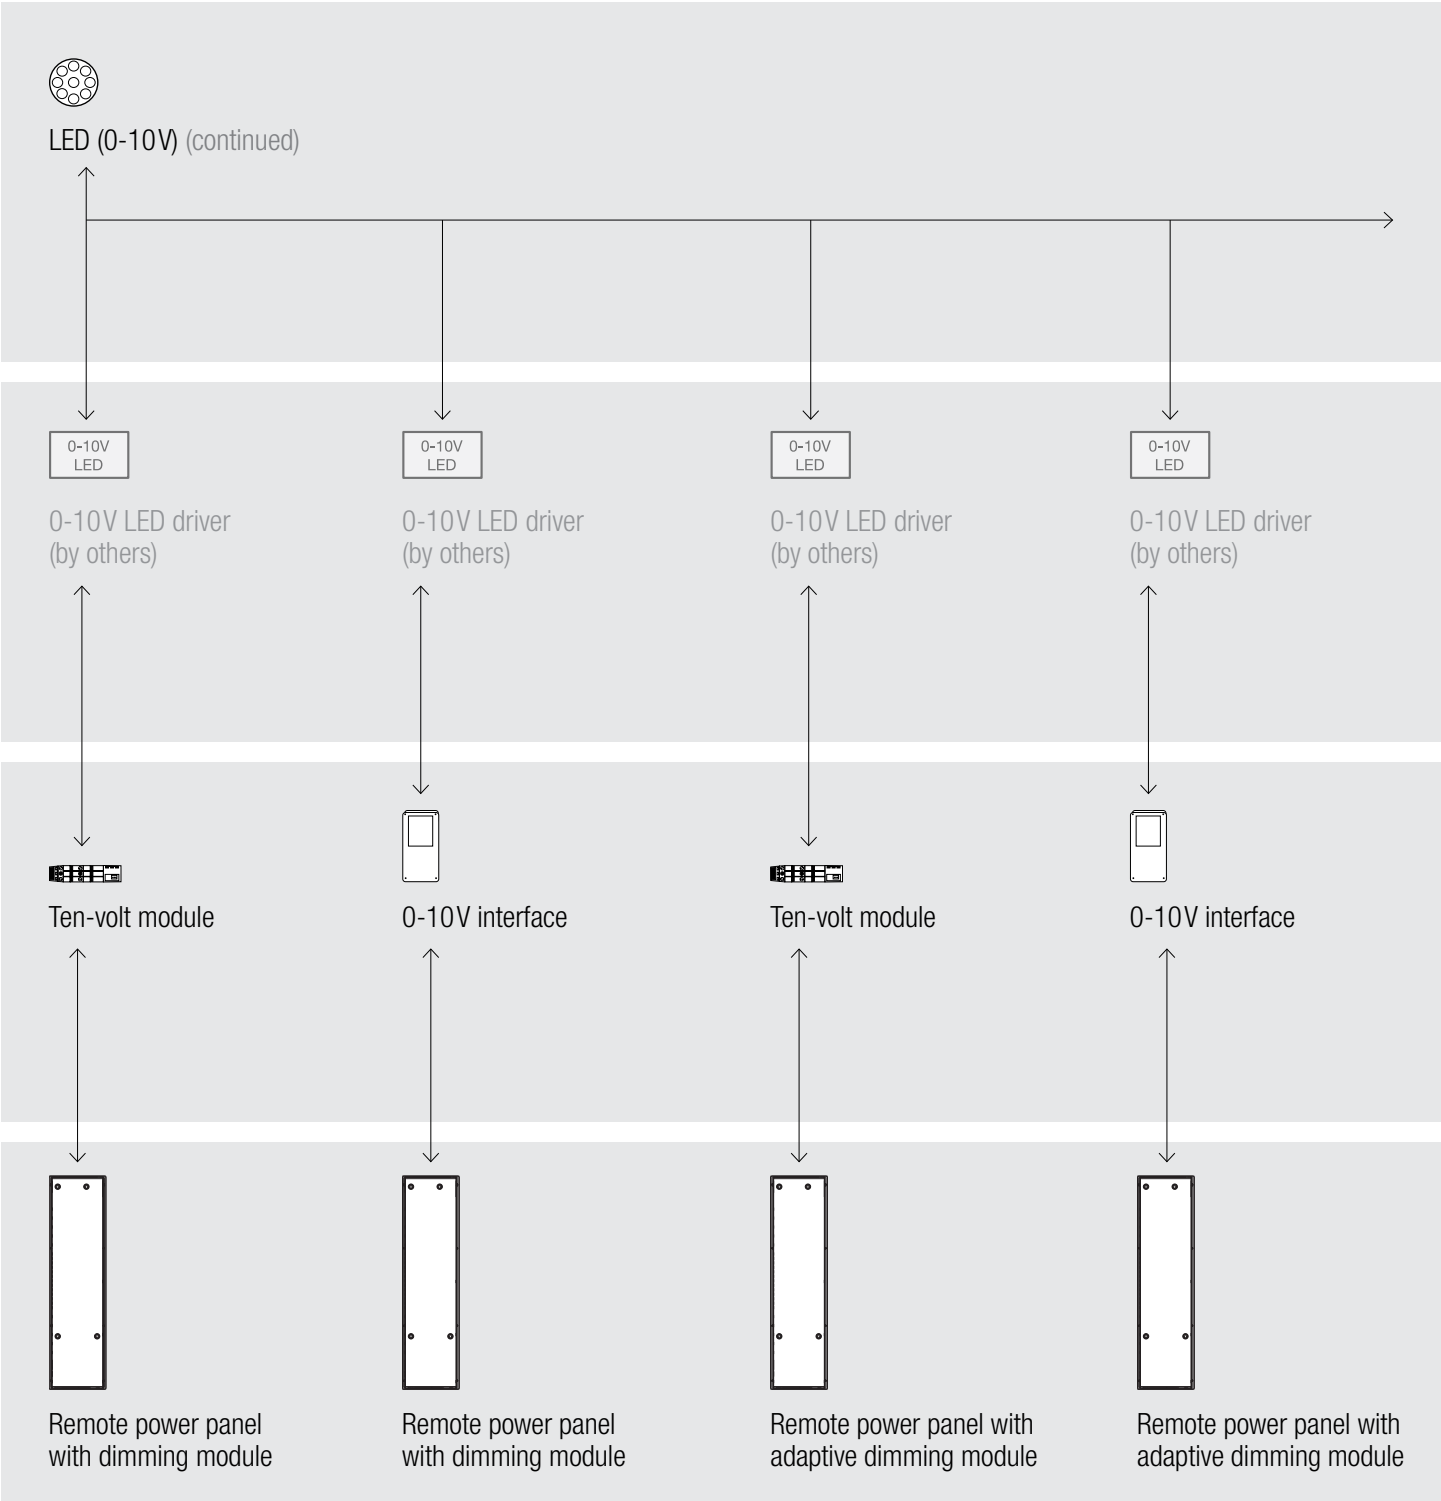 LED (0-10V) (continued)
0-10V
LED
0-10V
LED
0-10V
LED
0-10V
LED
0-10V LED driver
(by others)
0-10V LED driver
(by others)
0-10V LED driver
(by others)
0-10V LED driver
(by others)
Ten-volt module
0-10V interface
Ten-volt module
0-10V interface
Remote power panel
with dimming module
Remote power panel
with dimming module
Remote power panel with
adaptive dimming module
Remote power panel with
adaptive dimming module